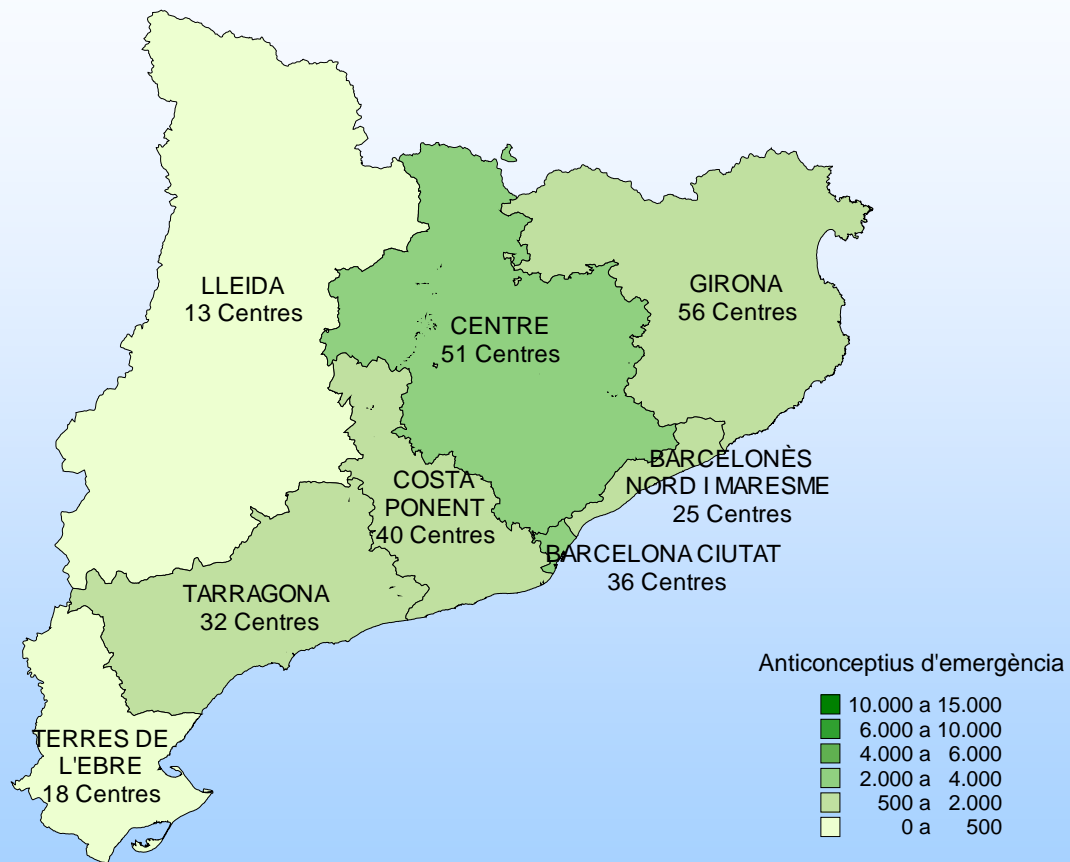 LLEIDA
13 Centres
CENTRE
51 Centres
GIRONA
56 Centres
BARCELONÈS
NORD I MARESME
25 Centres
COSTA
PONENT
40 Centres
BARCELONA CIUTAT
36 Centres
TARRAGONA
32 Centres
TERRES DE
L'EBRE
18 Centres
Anticonceptius d'emergència
10.000 a 15.000
6.000 a 10.000
4.000 a 6.000
2.000 a 4.000
500 a 2.000
0 a 500